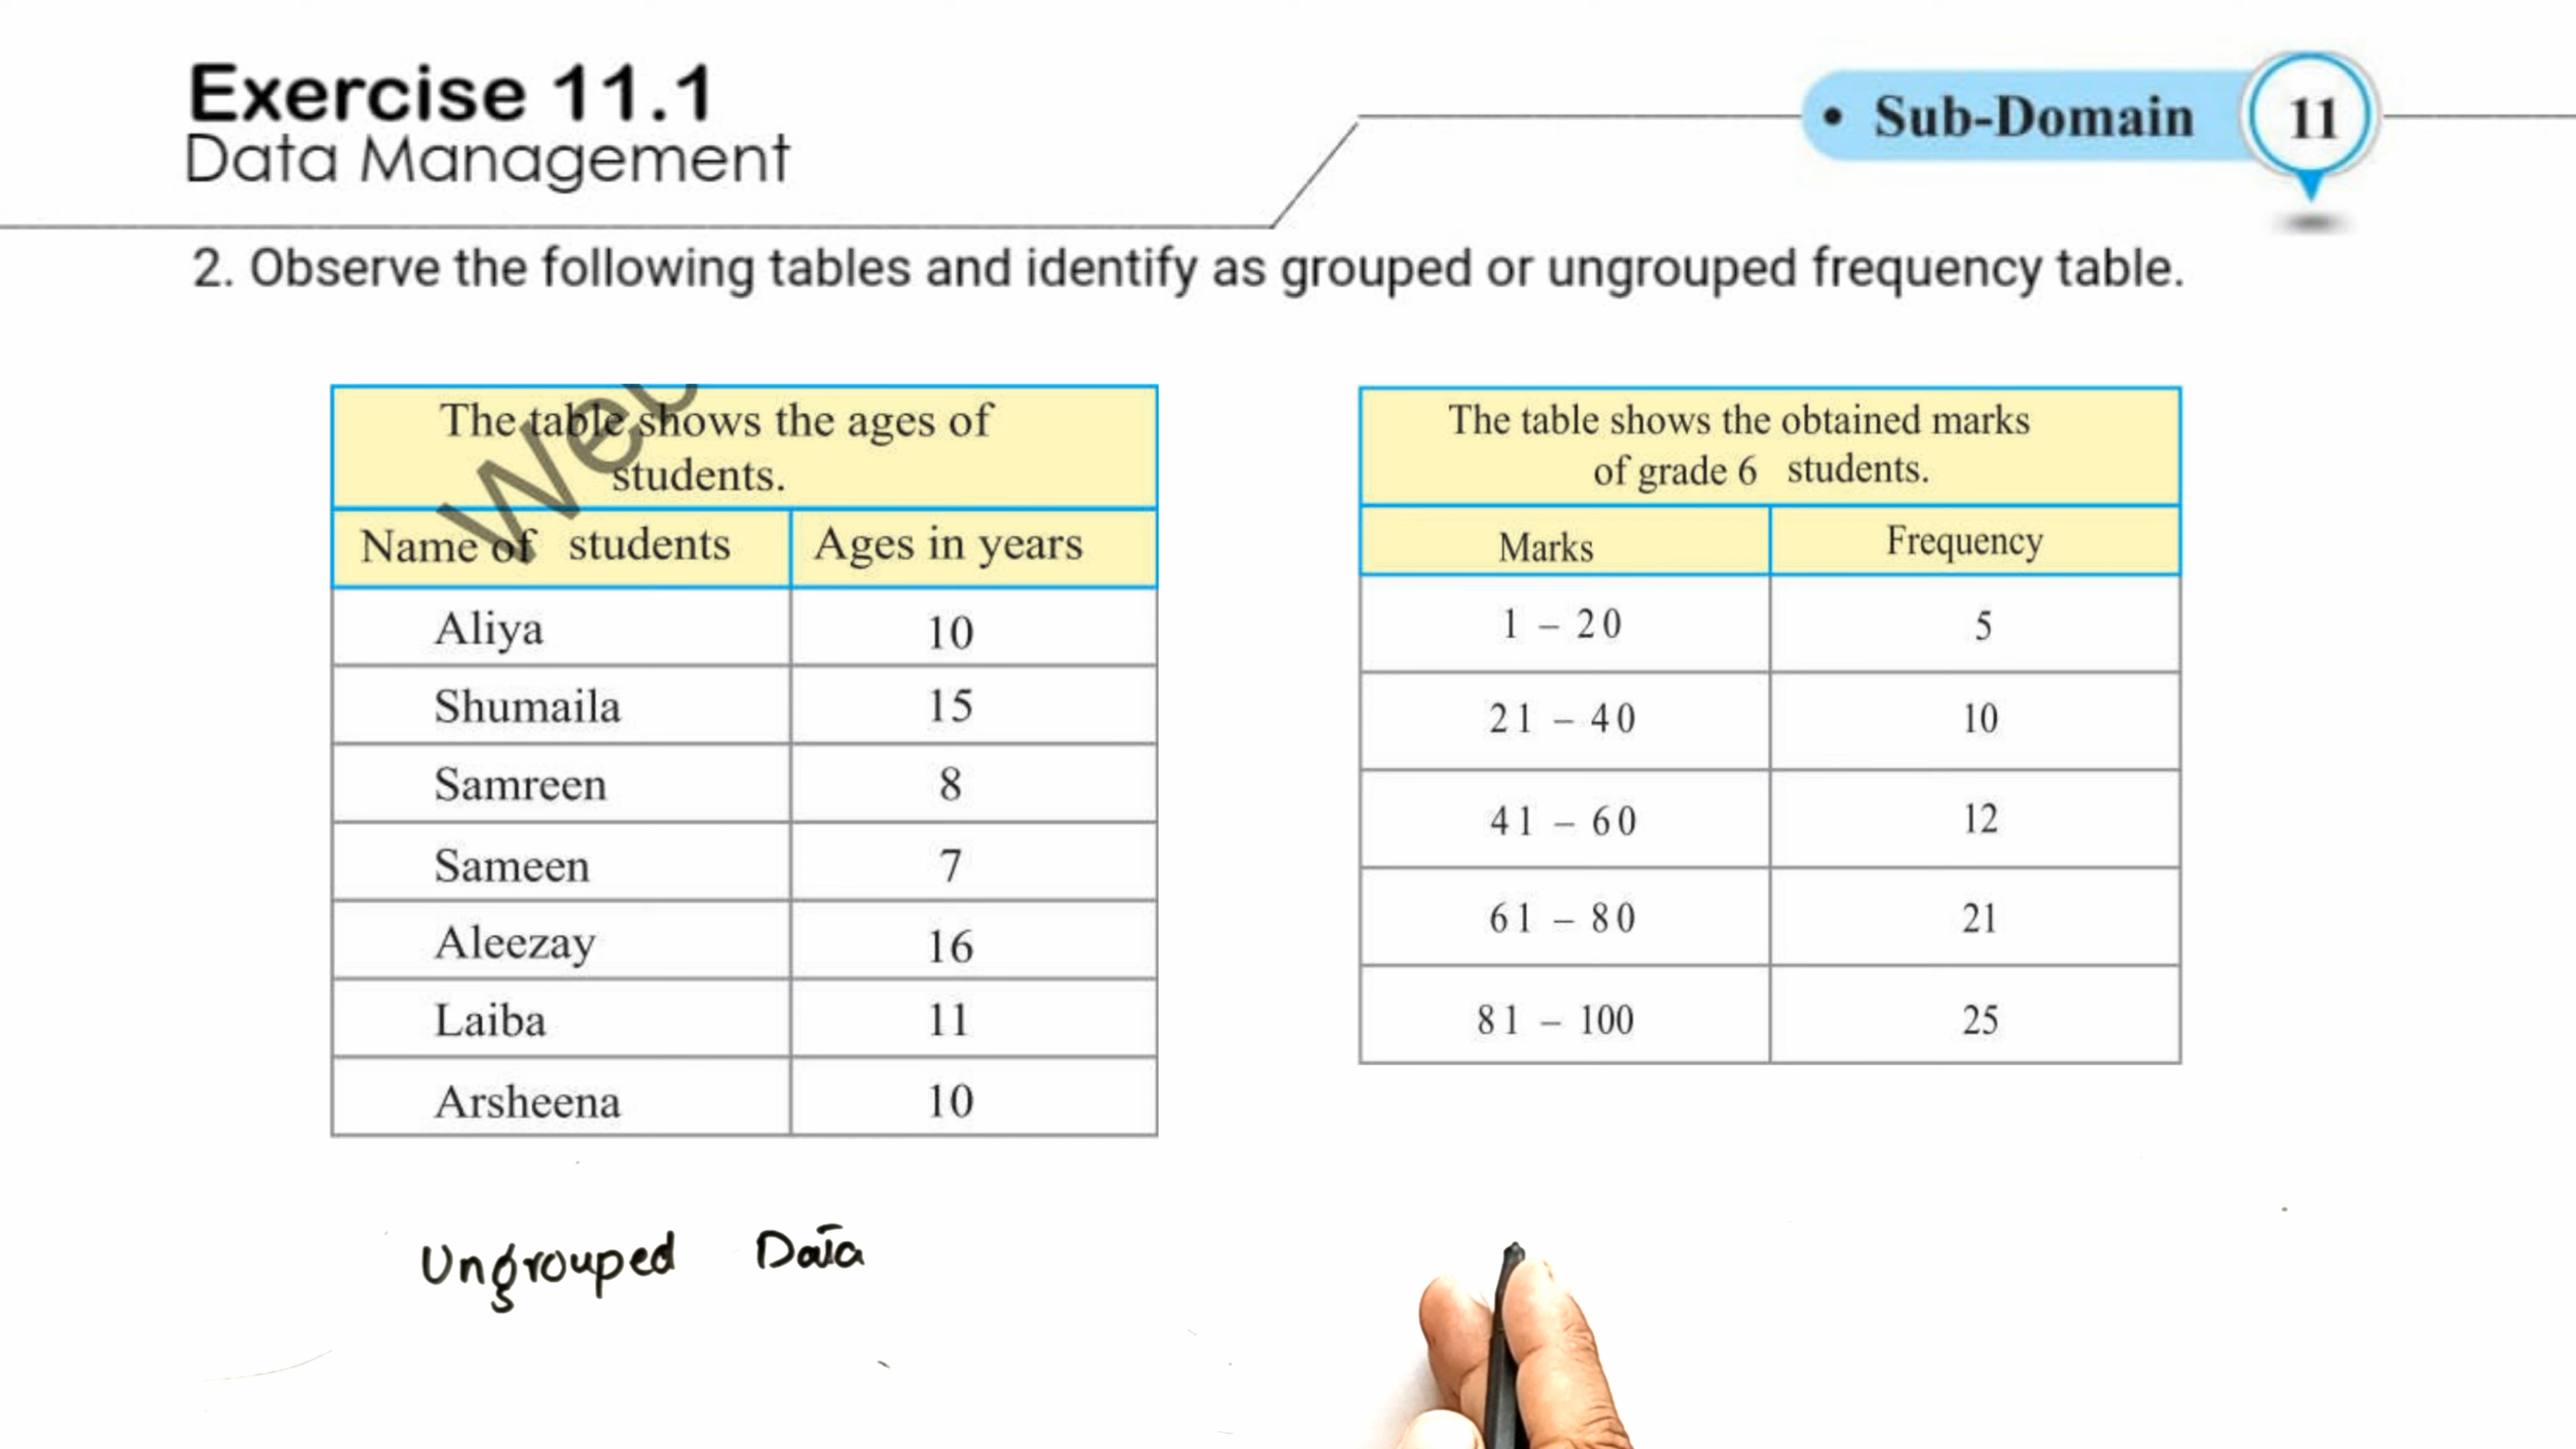 Exercise 11.1
Data Management
• Sub-Domain 11
2. Observe the following tables and identify as grouped or ungrouped frequency table.
The table shows the ages of
students.
Name of students Ages in years
Aliya 10
Shumaila 15
Samreen 8
Sameen 7
Aleezay 16
Laiba 11
Arsheena 10
The table shows the obtained marks
of grade 6 students.
Marks Frequency
1 – 20 5
21 – 40 10
41 – 60 12
61 – 80 21
81 – 100 25
Ungrouped Data